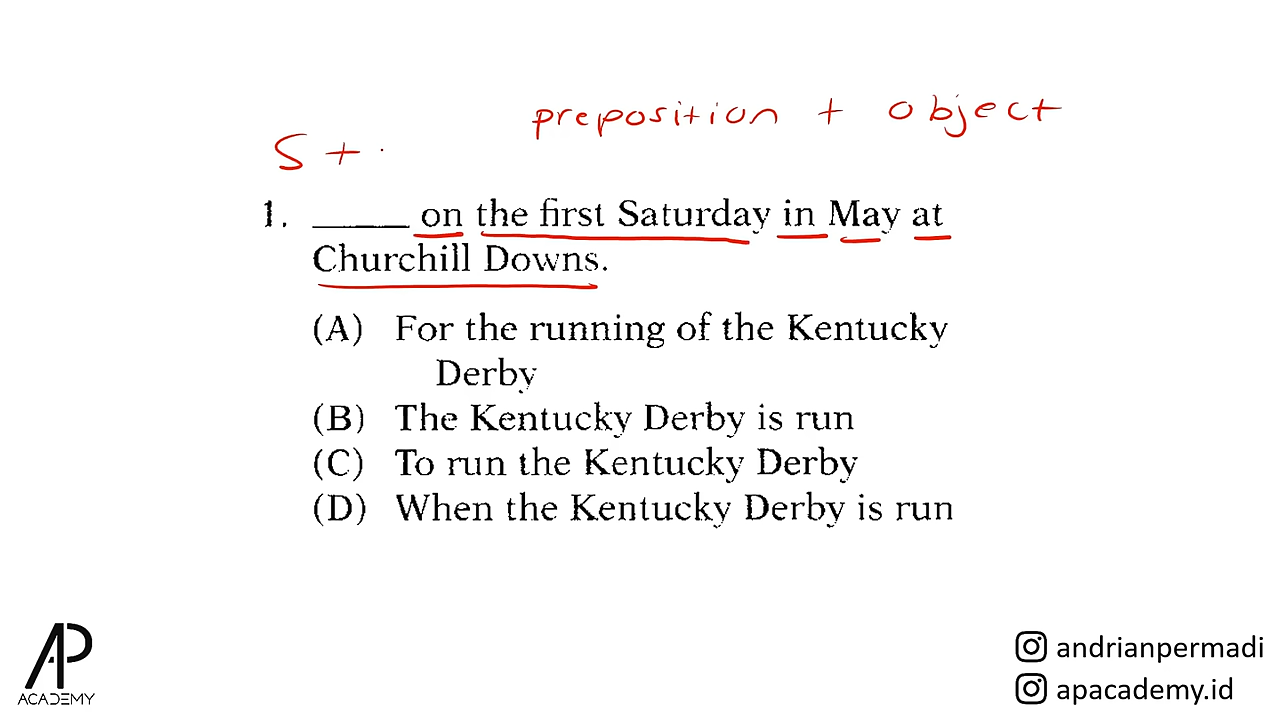 preposition + object
S +
1. _____ on the first Saturday in May at
Churchill Downs.
(A) For the running of the Kentucky
Derby
(B) The Kentucky Derby is run
(C) To run the Kentucky Derby
(D) When the Kentucky Derby is run
AP
ACADEMY
andrianpermadi
apacademy.id